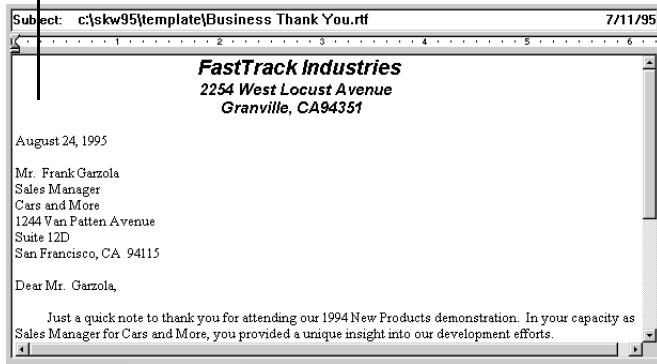 Subject: c:\skw95\template\Business Thank You.rtf 7/11/95
1 2 3 4 5 6
FastTrack Industries
2254 West Locust Avenue
Granville, CA94351
August 24, 1995
Mr. Frank Garzola
Sales Manager
Cars and More
1244 Van Patten Avenue
Suite 12D
San Francisco, CA 94115
Dear Mr. Garzola,
Just a quick note to thank you for attending our 1994 New Products demonstration. In your capacity as
Sales Manager for Cars and More, you provided a unique insight into our development efforts.